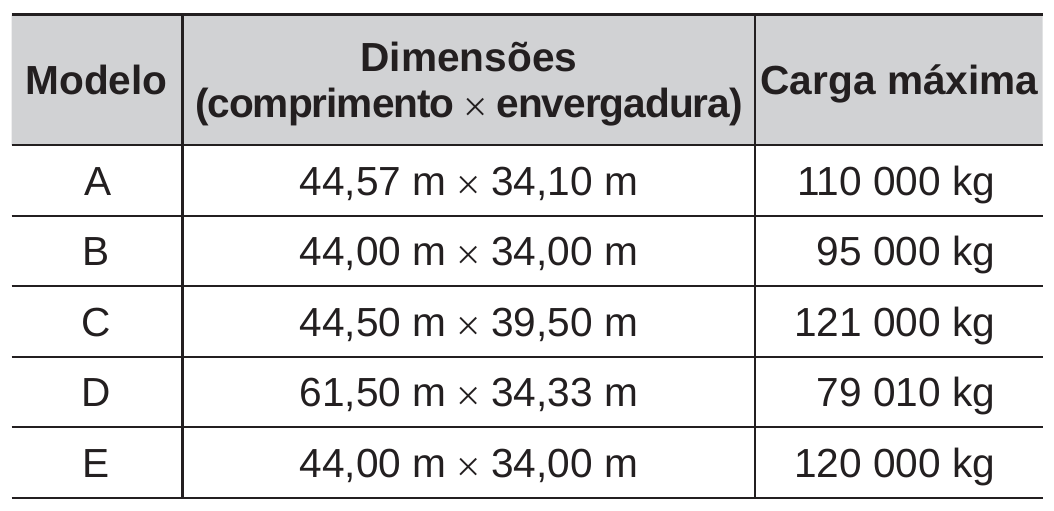 Modelo | Dimensões (comprimento × envergadura) | Carga máxima
A | 44,57 m × 34,10 m | 110 000 kg
B | 44,00 m × 34,00 m | 95 000 kg
C | 44,50 m × 39,50 m | 121 000 kg
D | 61,50 m × 34,33 m | 79 010 kg
E | 44,00 m × 34,00 m | 120 000 kg